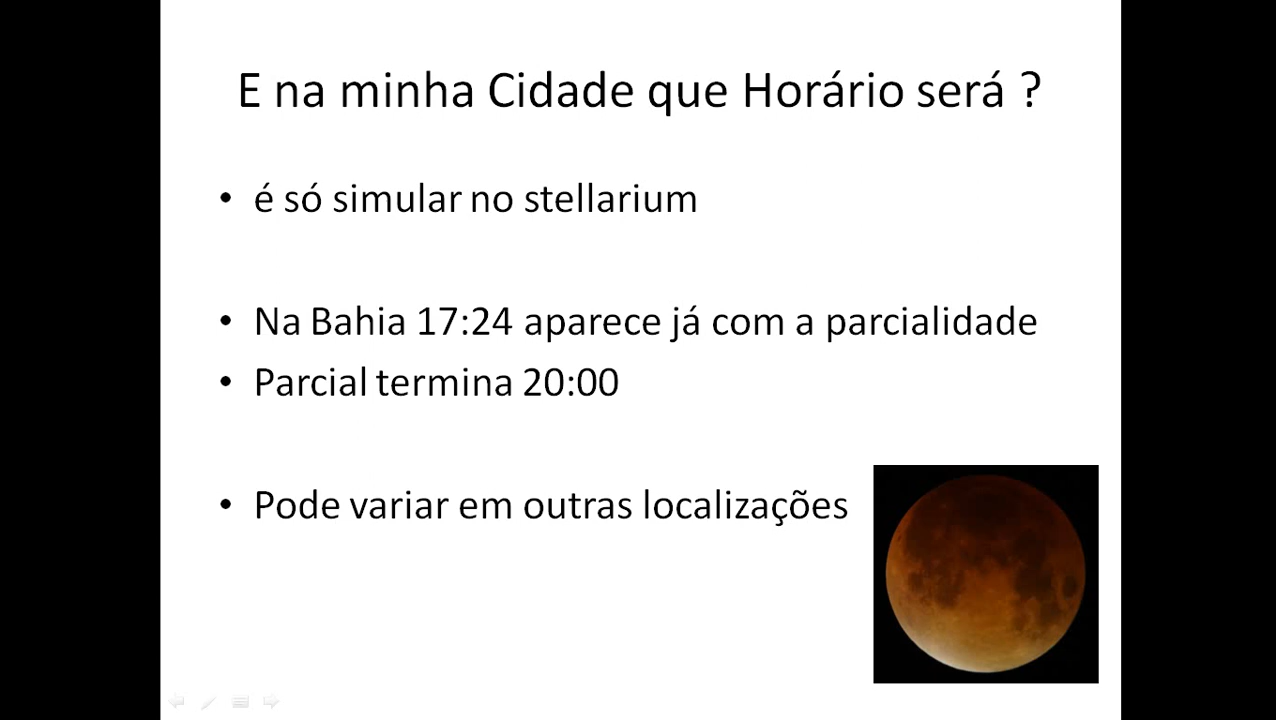 E na minha Cidade que Horário será ?
• é só simular no stellarium
• Na Bahia 17:24 aparece já com a parcialidade
• Parcial termina 20:00
• Pode variar em outras localizações